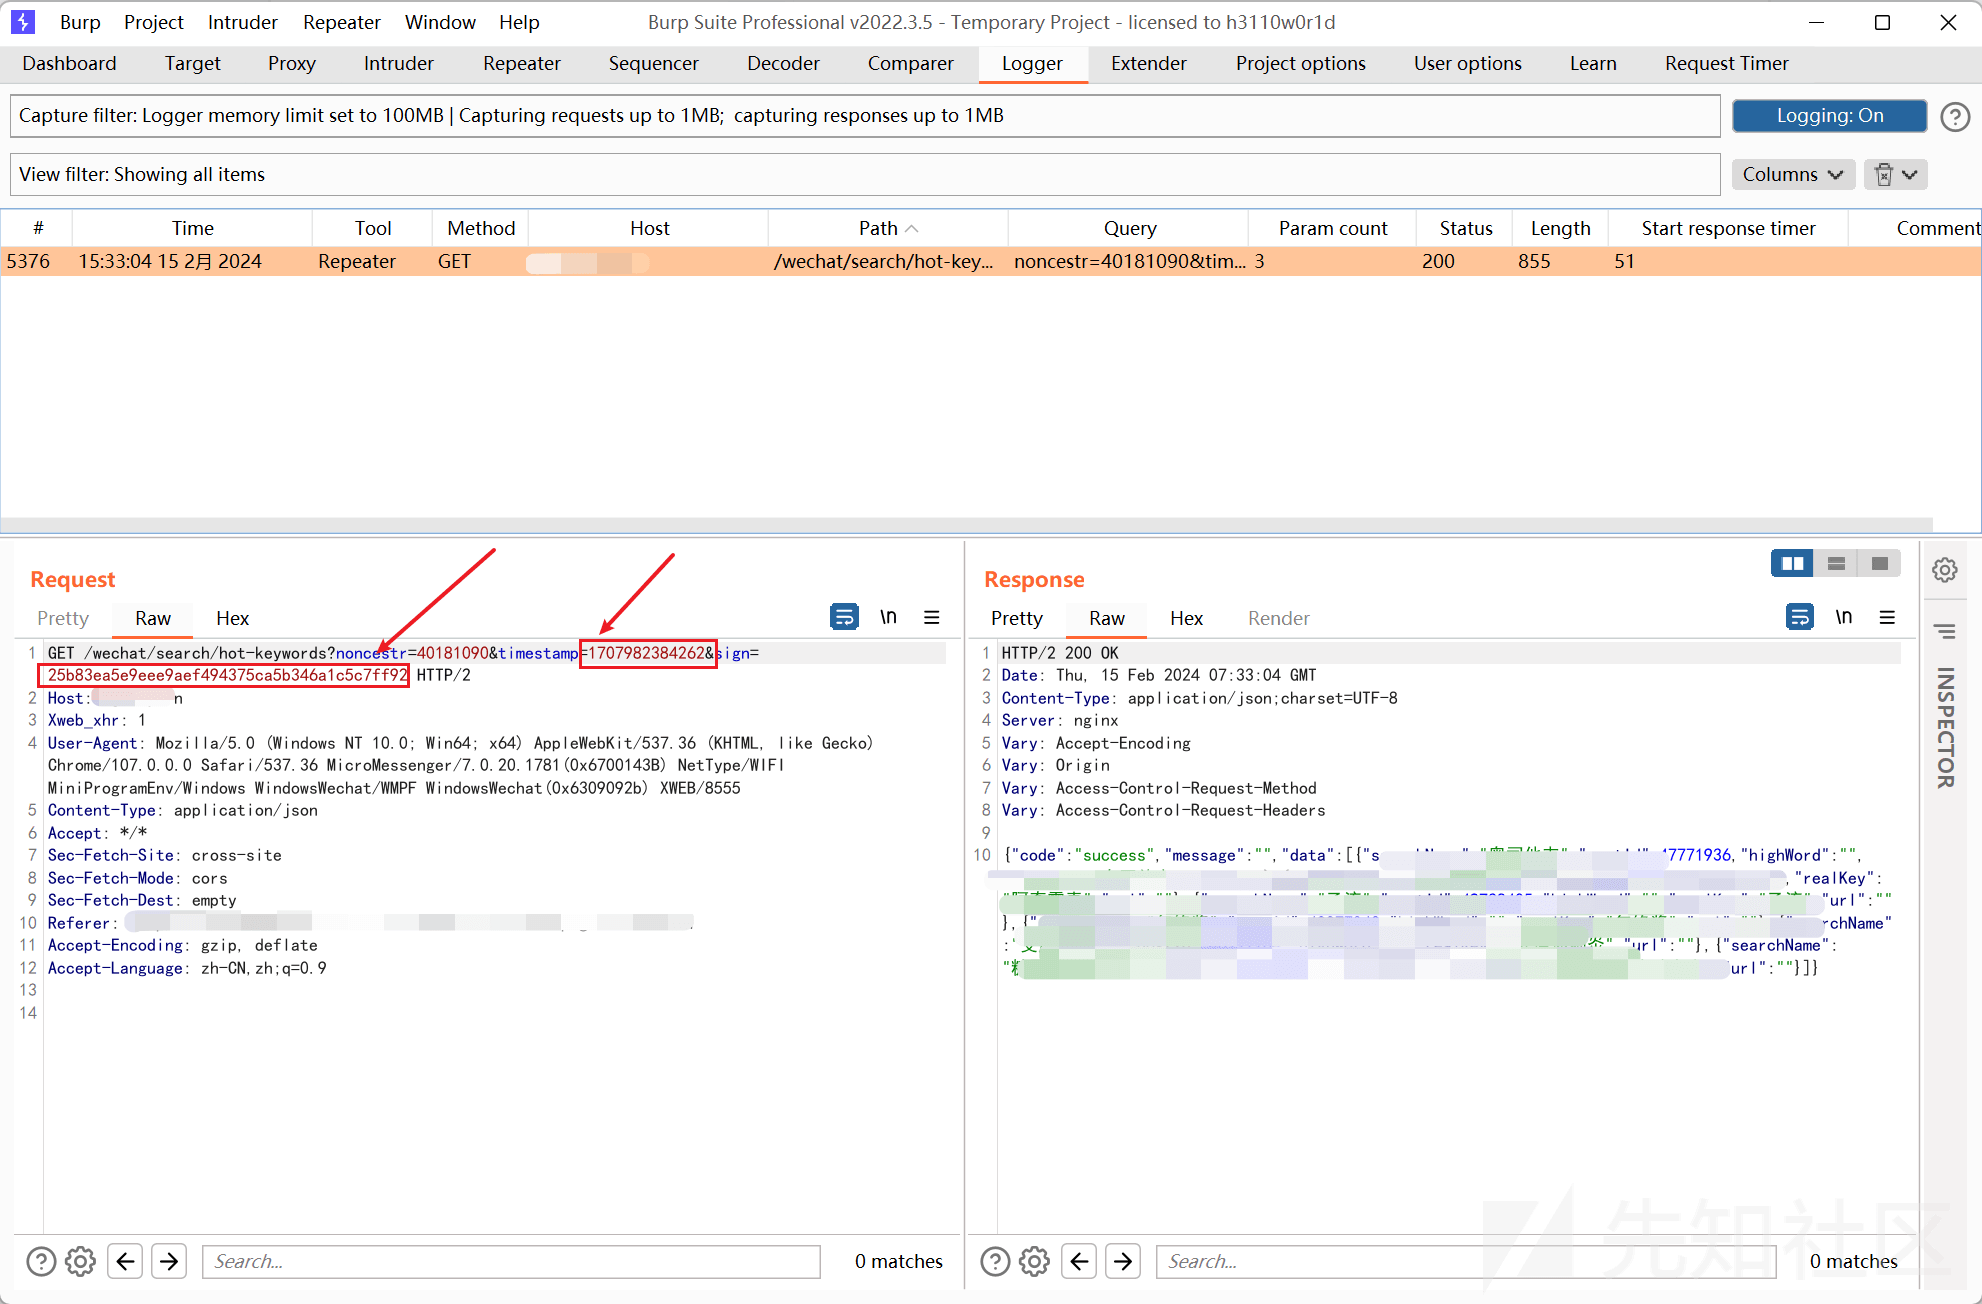 Burp Project Intruder Repeater Window Help Burp Suite Professional v2022.3.5 - Temporary Project - licensed to h3110w0r1d
Dashboard Target Proxy Intruder Repeater Sequencer Decoder Comparer Logger Extender Project options User options Learn Request Timer
Capture filter: Logger memory limit set to 100MB | Capturing requests up to 1MB; capturing responses up to 1MB Logging: On
View filter: Showing all items Columns
# Time Tool Method Host Path Query Param count Status Length Start response timer Comment
5376 15:33:04 15 2月 2024 Repeater GET /wechat/search/hot-key... noncestr=40181090&tim... 3 200 855 51
Request
Pretty Raw Hex \n
1 GET /wechat/search/hot-keywords?noncestr=40181090&timestamp=1707982384262&sign=
25b83ea5e9eee9aef494375ca5b346a1c5c7ff92 HTTP/2
2 Host: n
3 Xweb_xhr: 1
4 User-Agent: Mozilla/5.0 (Windows NT 10.0; Win64; x64) AppleWebKit/537.36 (KHTML, like Gecko)
Chrome/107.0.0.0 Safari/537.36 MicroMessenger/7.0.20.1781(0x6700143B) NetType/WIFI
MiniProgramEnv/Windows WindowsWechat/WMPF WindowsWechat(0x6309092b) XWEB/8555
5 Content-Type: application/json
6 Accept: */*
7 Sec-Fetch-Site: cross-site
8 Sec-Fetch-Mode: cors
9 Sec-Fetch-Dest: empty
10 Referer:
11 Accept-Encoding: gzip, deflate
12 Accept-Language: zh-CN,zh;q=0.9
13
14
Search... 0 matches
Response
Pretty Raw Hex Render \n
1 HTTP/2 200 OK
2 Date: Thu, 15 Feb 2024 07:33:04 GMT
3 Content-Type: application/json;charset=UTF-8
4 Server: nginx
5 Vary: Accept-Encoding
6 Vary: Origin
7 Vary: Access-Control-Request-Method
8 Vary: Access-Control-Request-Headers
9
10 {"code":"success","message":"","data":[{"s 47771936,"highWord":"",
,"realKey":
url":""
},{" rchName"
"url":""},{"searchName":
url":""}]}
Search... 0 matches
INSPECTOR
先知社区